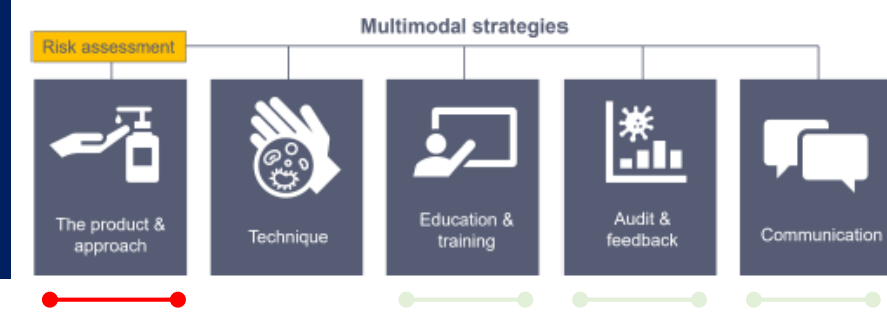 Multimodal strategies
Risk assessment
The product &
approach
Technique
Education &
training
Audit &
feedback
Communication